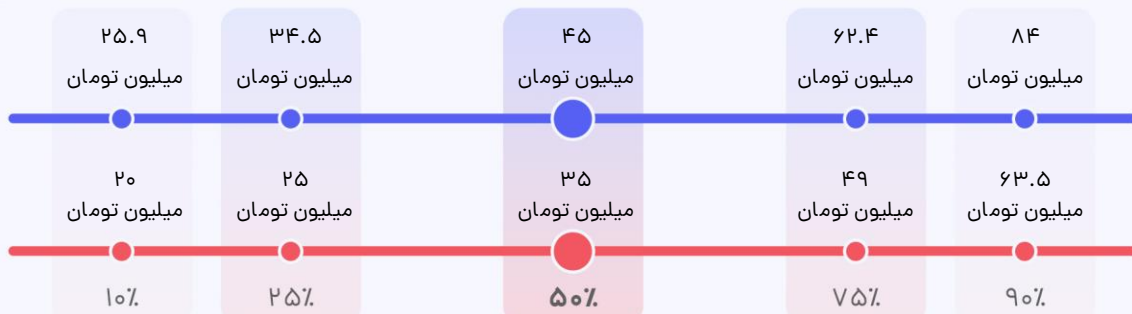 ۲۵.۹ ۳۴.۵ ۴۵ ۶۲.۴ ۸۴
میلیون تومان میلیون تومان میلیون تومان میلیون تومان میلیون تومان
۲۰ ۲۵ ۳۵ ۴۹ ۶۳.۵
میلیون تومان میلیون تومان میلیون تومان میلیون تومان میلیون تومان
۱۰٪ ۲۵٪ ۵۰٪ ۷۵٪ ۹۰٪